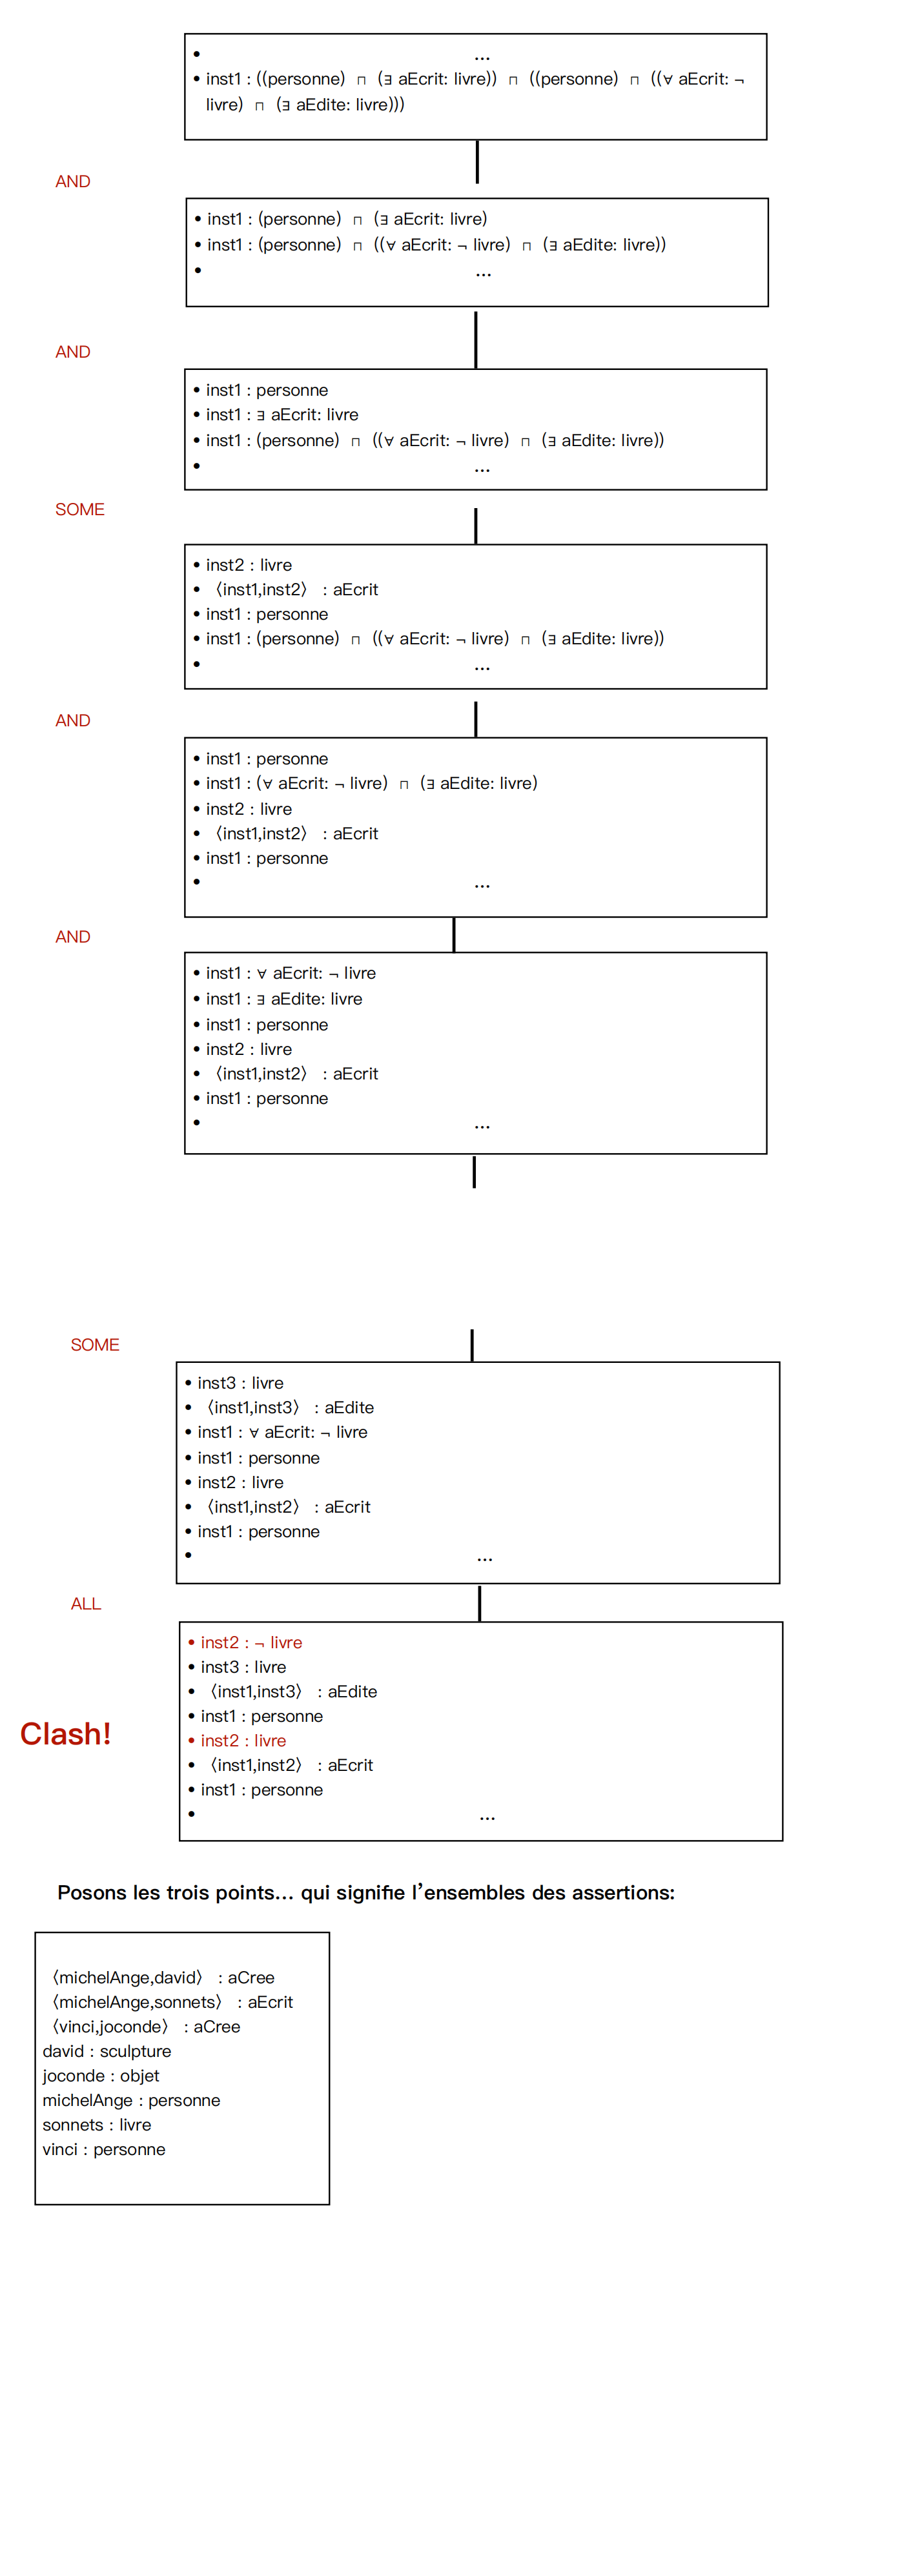 • ...
• inst1 : ((personne) ⊓ (∃ aEcrit: livre)) ⊓ ((personne) ⊓ ((∀ aEcrit: ¬
livre) ⊓ (∃ aEdite: livre)))
AND
• inst1 : (personne) ⊓ (∃ aEcrit: livre)
• inst1 : (personne) ⊓ ((∀ aEcrit: ¬ livre) ⊓ (∃ aEdite: livre))
• ...
AND
• inst1 : personne
• inst1 : ∃ aEcrit: livre
• inst1 : (personne) ⊓ ((∀ aEcrit: ¬ livre) ⊓ (∃ aEdite: livre))
• ...
SOME
• inst2 : livre
• 〈inst1,inst2〉 : aEcrit
• inst1 : personne
• inst1 : (personne) ⊓ ((∀ aEcrit: ¬ livre) ⊓ (∃ aEdite: livre))
• ...
AND
• inst1 : personne
• inst1 : (∀ aEcrit: ¬ livre) ⊓ (∃ aEdite: livre)
• inst2 : livre
• 〈inst1,inst2〉 : aEcrit
• inst1 : personne
• ...
AND
• inst1 : ∀ aEcrit: ¬ livre
• inst1 : ∃ aEdite: livre
• inst1 : personne
• inst2 : livre
• 〈inst1,inst2〉 : aEcrit
• inst1 : personne
• ...
SOME
• inst3 : livre
• 〈inst1,inst3〉 : aEdite
• inst1 : ∀ aEcrit: ¬ livre
• inst1 : personne
• inst2 : livre
• 〈inst1,inst2〉 : aEcrit
• inst1 : personne
• ...
ALL
• inst2 : ¬ livre
• inst3 : livre
• 〈inst1,inst3〉 : aEdite
• inst1 : personne
Clash!
• inst2 : livre
• 〈inst1,inst2〉 : aEcrit
• inst1 : personne
• ...
Posons les trois points... qui signifie l'ensembles des assertions:
〈michelAnge,david〉 : aCree
〈michelAnge,sonnets〉 : aEcrit
〈vinci,joconde〉 : aCree
david : sculpture
joconde : objet
michelAnge : personne
sonnets : livre
vinci : personne